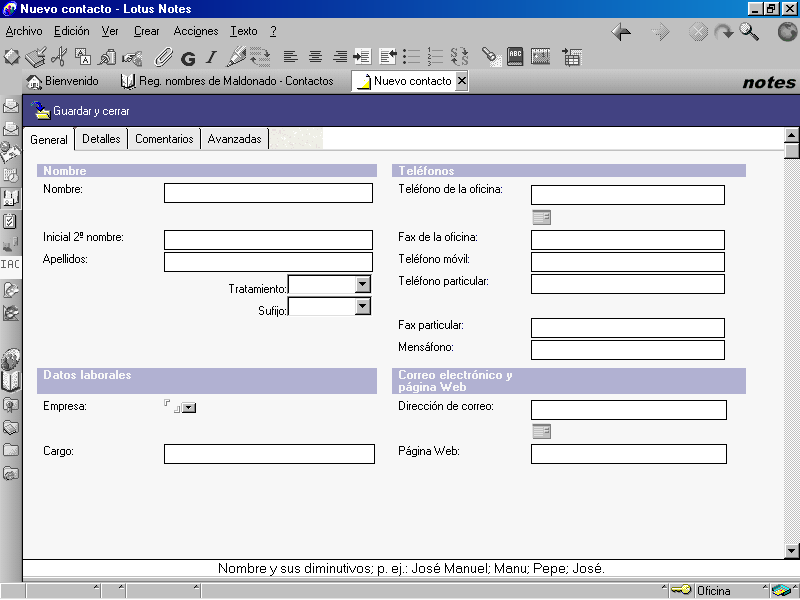 Nuevo contacto - Lotus Notes
Archivo Edición Ver Crear Acciones Texto ?
G I
ABC
Bienvenido Reg. nombres de Maldonado - Contactos Nuevo contacto
notes
Guardar y cerrar
General Detalles Comentarios Avanzadas
Nombre Teléfonos
Nombre: Teléfono de la oficina:
Inicial 2º nombre: Fax de la oficina:
Apellidos: Teléfono móvil:
IAC
Tratamiento: Teléfono particular:
Sufijo:
Fax particular:
Mensáfono:
Datos laborales Correo electrónico y
página Web
Empresa: Dirección de correo:
Cargo: Página Web:
Nombre y sus diminutivos; p. ej.: José Manuel; Manu; Pepe; José.
Oficina